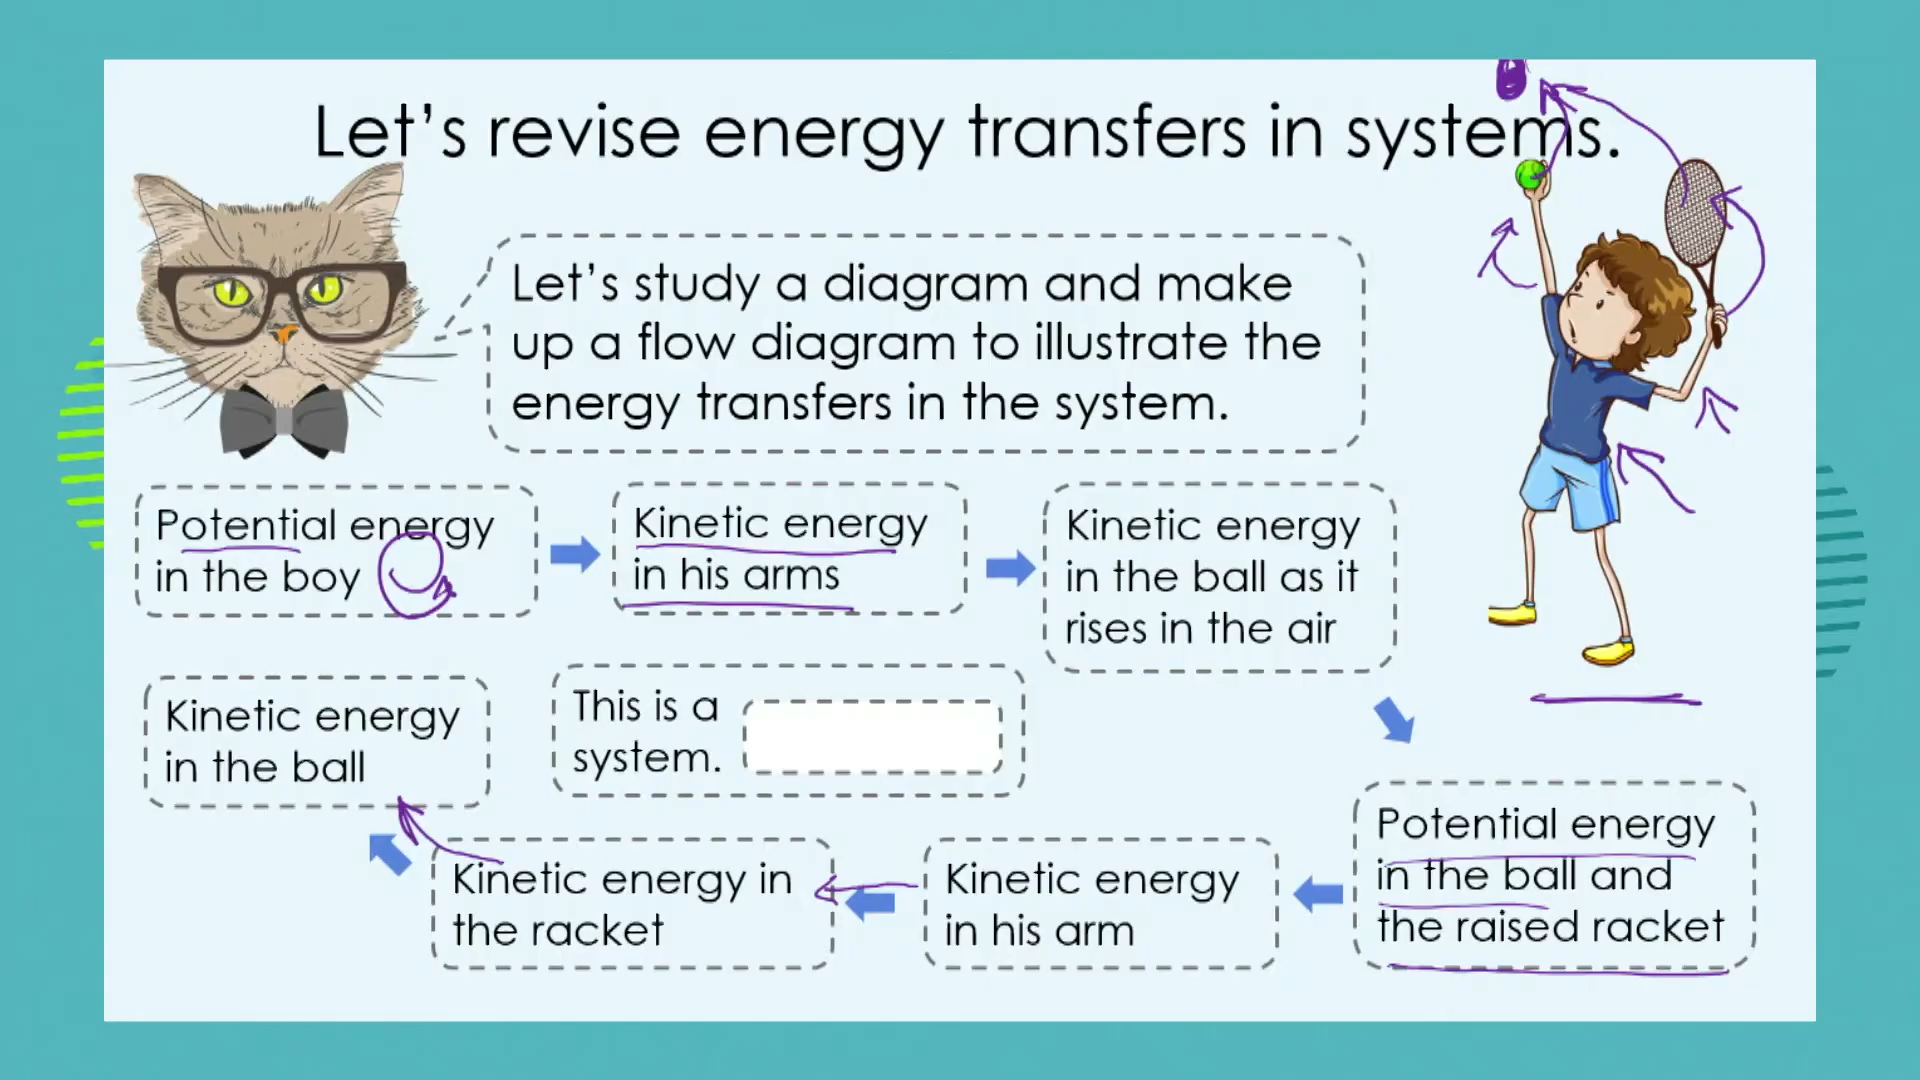 Let's revise energy transfers in systems.
Let's study a diagram and make
up a flow diagram to illustrate the
energy transfers in the system.
Potential energy
in the boy
Kinetic energy
in his arms
Kinetic energy
in the ball as it
rises in the air
Potential energy
in the ball and
the raised racket
Kinetic energy
in his arm
Kinetic energy in
the racket
Kinetic energy
in the ball
This is a
system.